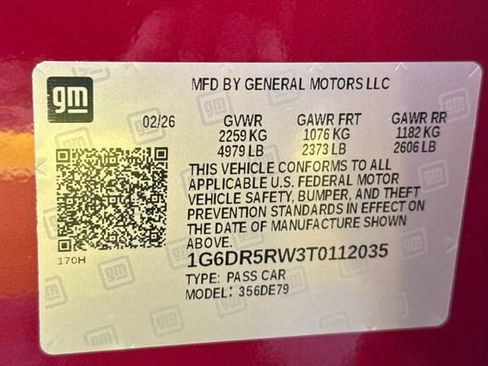 gm
MFD BY GENERAL MOTORS LLC
02/26 GVWR GAWR FRT GAWR RR
2259 KG 1076 KG 1182 KG
4979 LB 2373 LB 2606 LB
THIS VEHICLE CONFORMS TO ALL
APPLICABLE U.S. FEDERAL MOTOR
VEHICLE SAFETY, BUMPER, AND THEFT
PREVENTION STANDARDS IN EFFECT ON
THE DATE OF MANUFACTURE SHOWN
ABOVE.
170H
1G6DR5RW3T0112035
TYPE: PASS CAR
MODEL: 356DE79